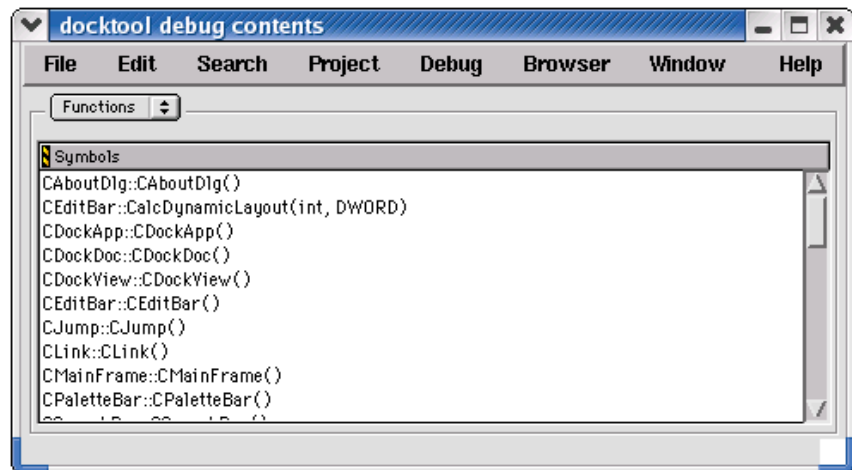 docktool debug contents
File Edit Search Project Debug Browser Window Help
Functions
Symbols
CAboutDlg::CAboutDlg()
CEditBar::CalcDynamicLayout(int, DWORD)
CDockApp::CDockApp()
CDockDoc::CDockDoc()
CDockView::CDockView()
CEditBar::CEditBar()
CJump::CJump()
CLink::CLink()
CMainFrame::CMainFrame()
CPaletteBar::CPaletteBar()